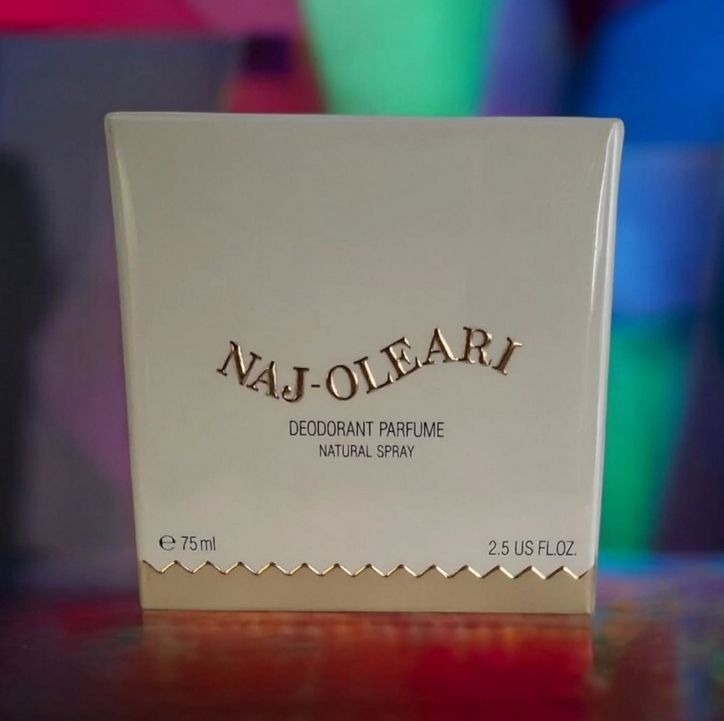 NAJ-OLEARI
DEODORANT PARFUME
NATURAL SPRAY
℮ 75 ml 2.5 US FL.OZ.